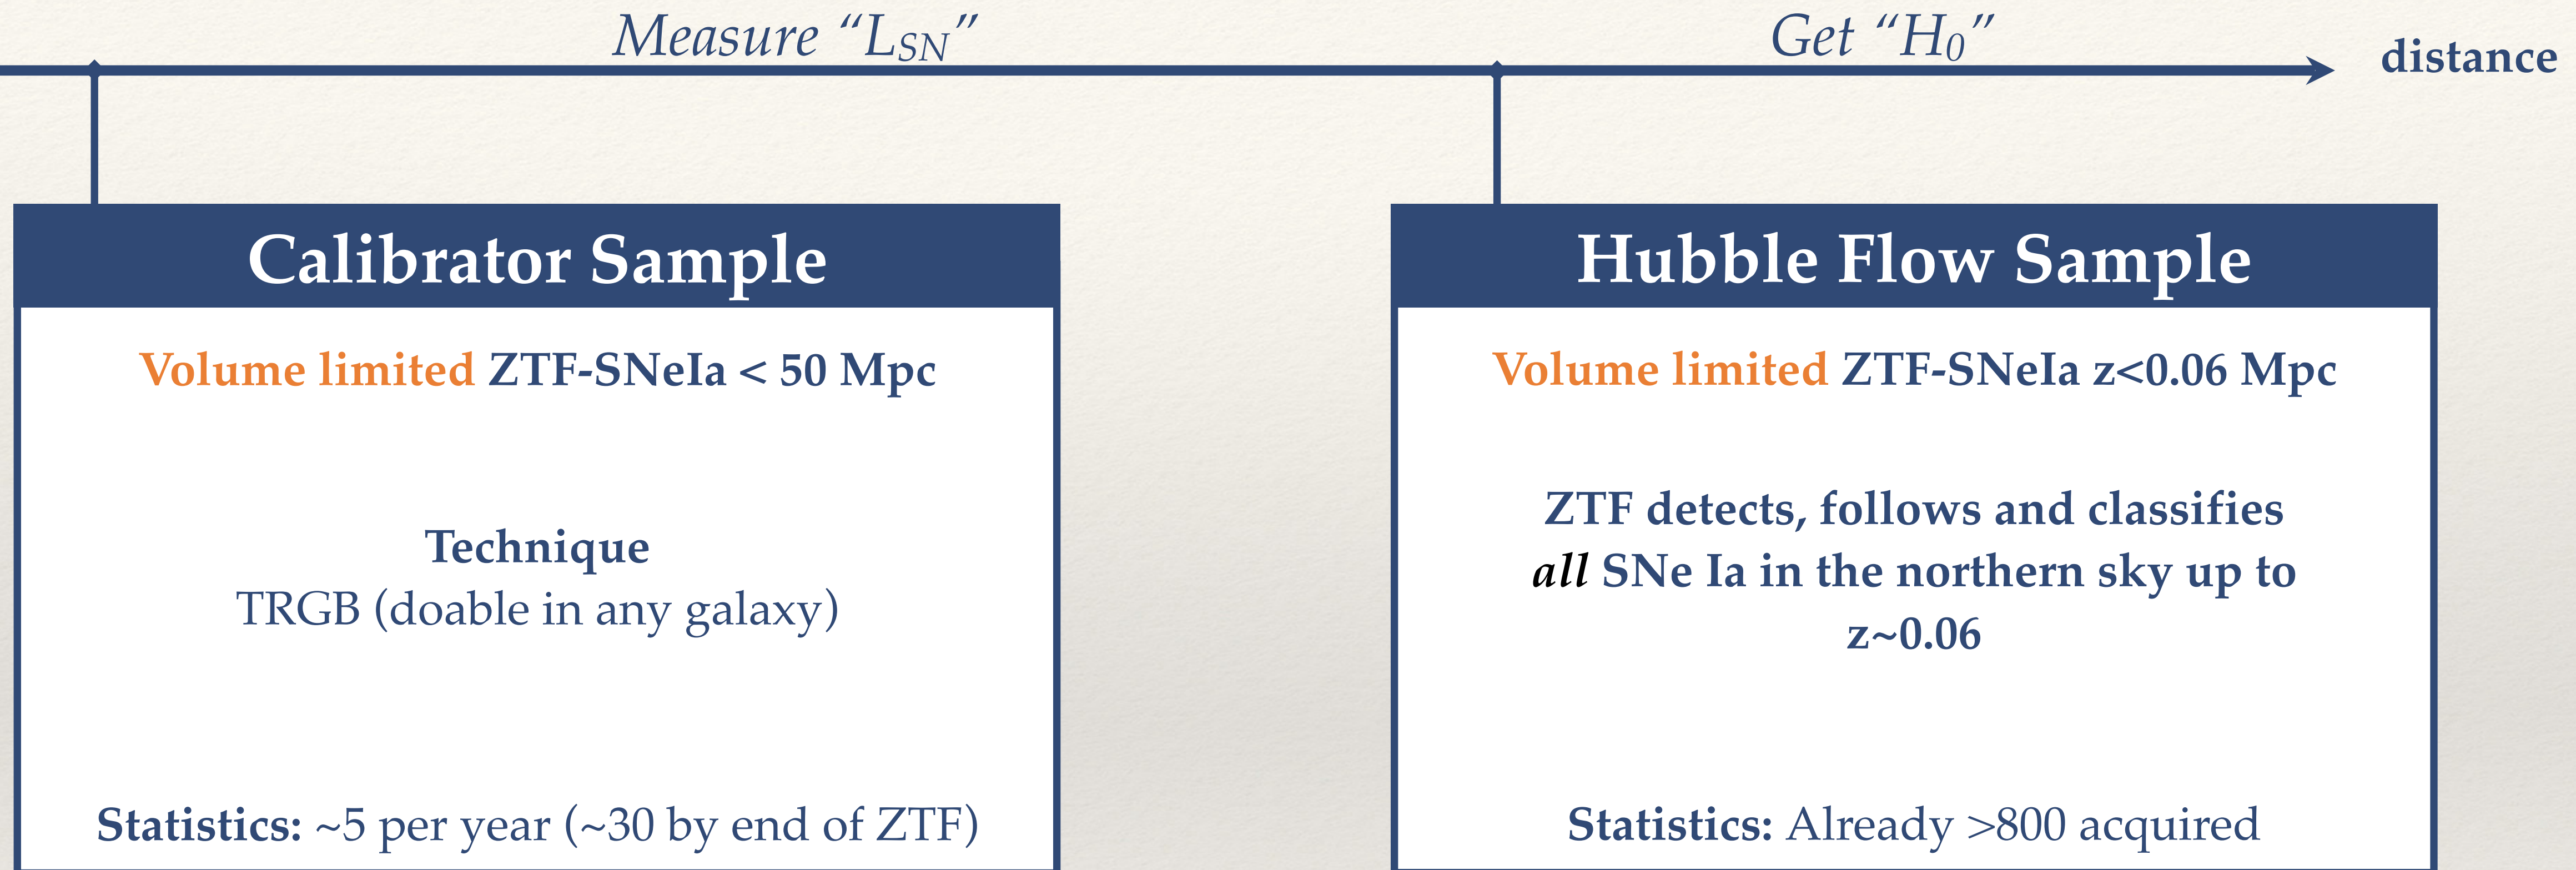 Measure “L_SN”
Get “H_0”
distance
Calibrator Sample
Volume limited ZTF-SNeIa < 50 Mpc
Technique
TRGB (doable in any galaxy)
Statistics: ~5 per year (~30 by end of ZTF)
Hubble Flow Sample
Volume limited ZTF-SNeIa z<0.06 Mpc
ZTF detects, follows and classifies
all SNe Ia in the northern sky up to
z~0.06
Statistics: Already >800 acquired